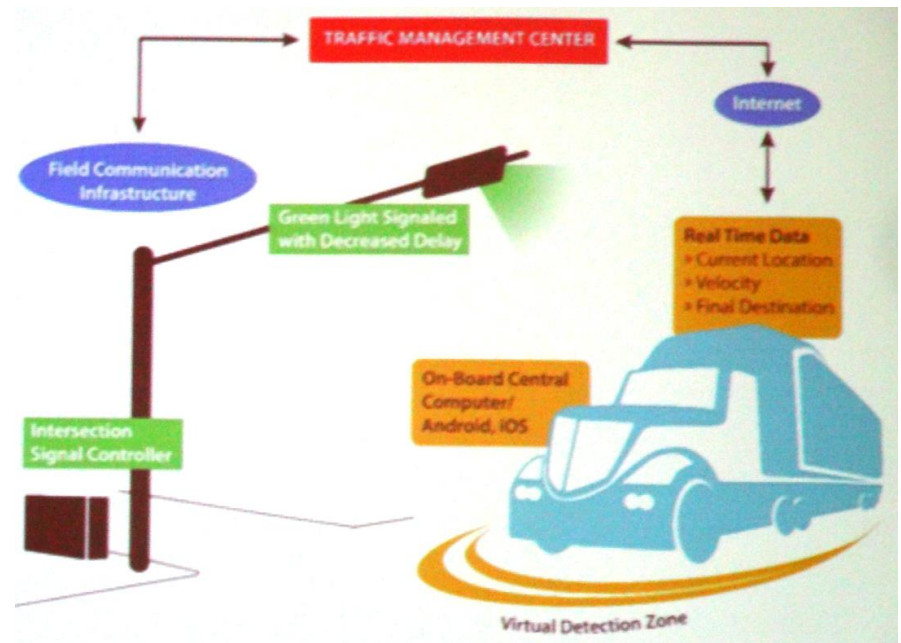 TRAFFIC MANAGEMENT CENTER
Internet
Field Communication
Infrastructure
Green Light Signaled
with Decreased Delay
Real Time Data
» Current Location
» Velocity
» Final Destination
On-Board Central
Computer/
Android, iOS
Intersection
Signal Controller
Virtual Detection Zone